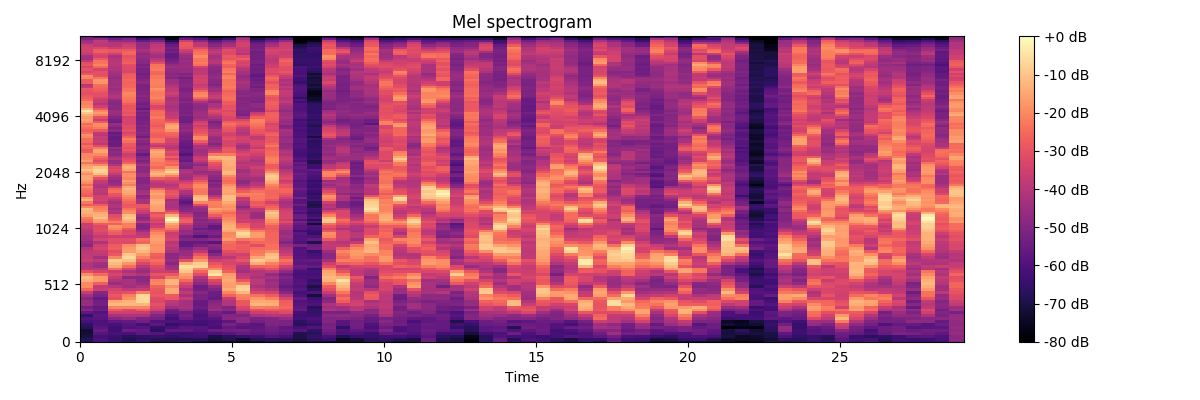 Mel spectrogram
8192
4096
2048
1024
512
0
Hz
0 5 10 15 20 25
Time
+0 dB
-10 dB
-20 dB
-30 dB
-40 dB
-50 dB
-60 dB
-70 dB
-80 dB